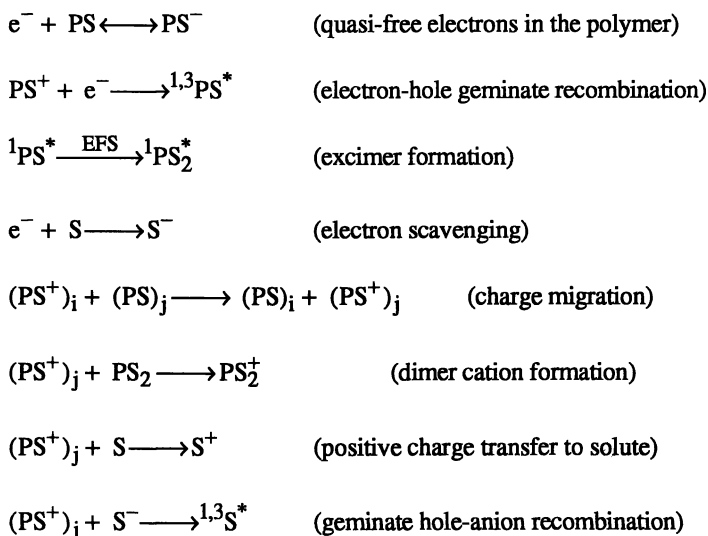 e⁻ + PS ⟷ PS⁻ (quasi-free electrons in the polymer)
PS⁺ + e⁻ ⟶ ¹,³PS* (electron-hole geminate recombination)
¹PS* —EFS→ ¹PS₂* (excimer formation)
e⁻ + S ⟶ S⁻ (electron scavenging)
(PS⁺)ᵢ + (PS)ⱼ ⟶ (PS)ᵢ + (PS⁺)ⱼ (charge migration)
(PS⁺)ⱼ + PS₂ ⟶ PS₂⁺ (dimer cation formation)
(PS⁺)ⱼ + S ⟶ S⁺ (positive charge transfer to solute)
(PS⁺)ⱼ + S⁻ ⟶ ¹,³S* (geminate hole-anion recombination)